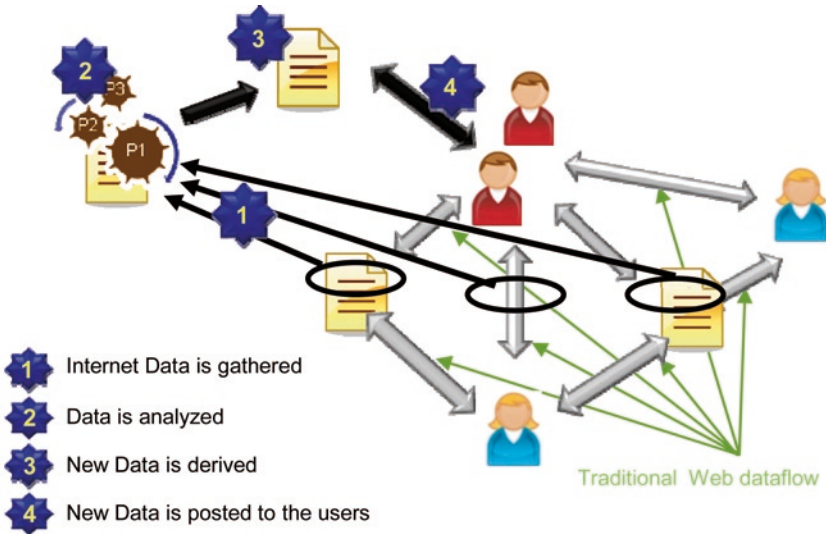 3
2
4
P3
P2
P1
1
1 Internet Data is gathered
2 Data is analyzed
3 New Data is derived
Traditional Web dataflow
4 New Data is posted to the users